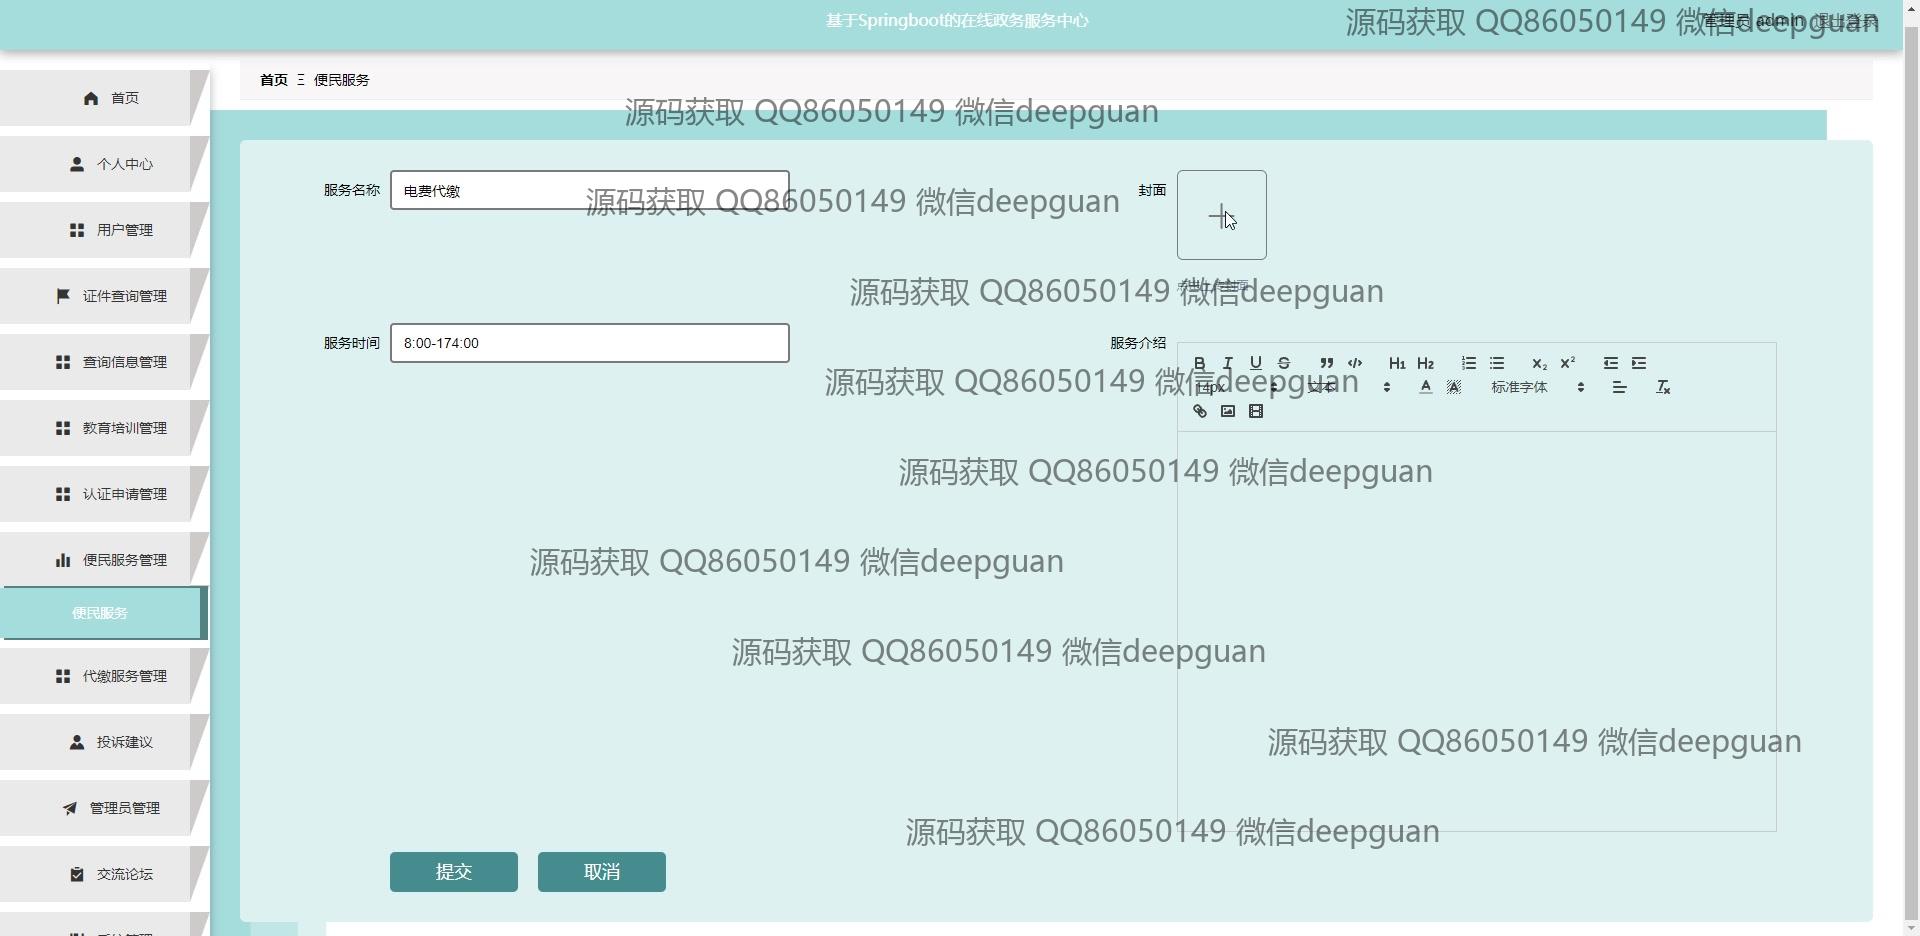 基于Springboot的在线政务服务中心
管理员 admin 退出登录
源码获取 QQ86050149 微信deepguan
首页 便民服务
源码获取 QQ86050149 微信deepguan
首页
个人中心
用户管理
证件查询管理
查询信息管理
教育培训管理
认证申请管理
便民服务管理
便民服务
代缴服务管理
投诉建议
管理员管理
交流论坛
服务名称 电费代缴
封面
源码获取 QQ86050149 微信deepguan
点击上传封面
源码获取 QQ86050149 微信deepguan
服务时间 8:00-174:00
服务介绍
B I U S H1 H2 X2 X2
14px 文本 A A 标准字体
源码获取 QQ86050149 微信deepguan
源码获取 QQ86050149 微信deepguan
源码获取 QQ86050149 微信deepguan
源码获取 QQ86050149 微信deepguan
源码获取 QQ86050149 微信deepguan
源码获取 QQ86050149 微信deepguan
提交 取消